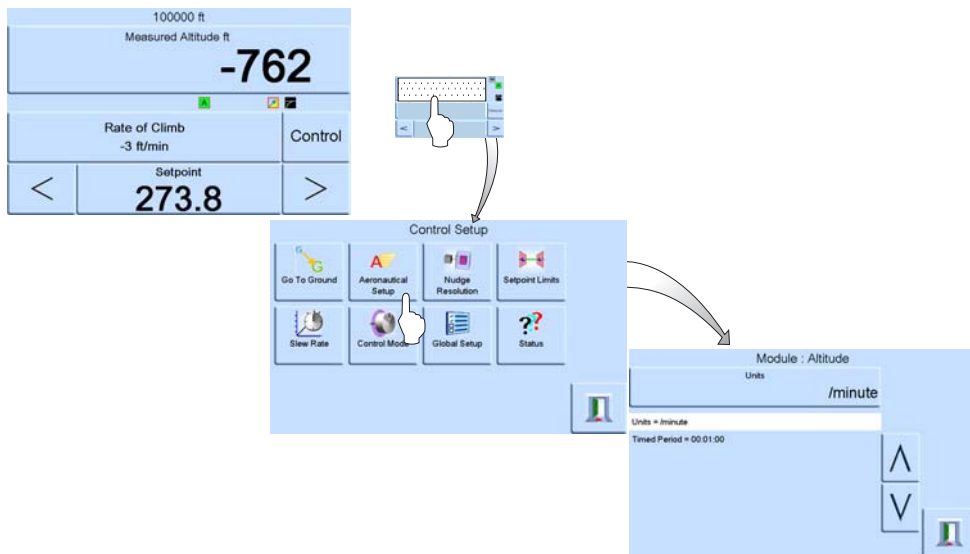 100000 ft
Measured Altitude ft
-762
A
Rate of Climb
-3 ft/min
Control
<
Setpoint
273.8
>
A
<
>
Control Setup
G
G
Go To Ground
A
Aeronautical
Setup
Nudge
Resolution
Setpoint Limits
Slew Rate
Control Mode
Global Setup
??
Status
Module : Altitude
Units
/minute
Units = /minute
Timed Period = 00:01:00